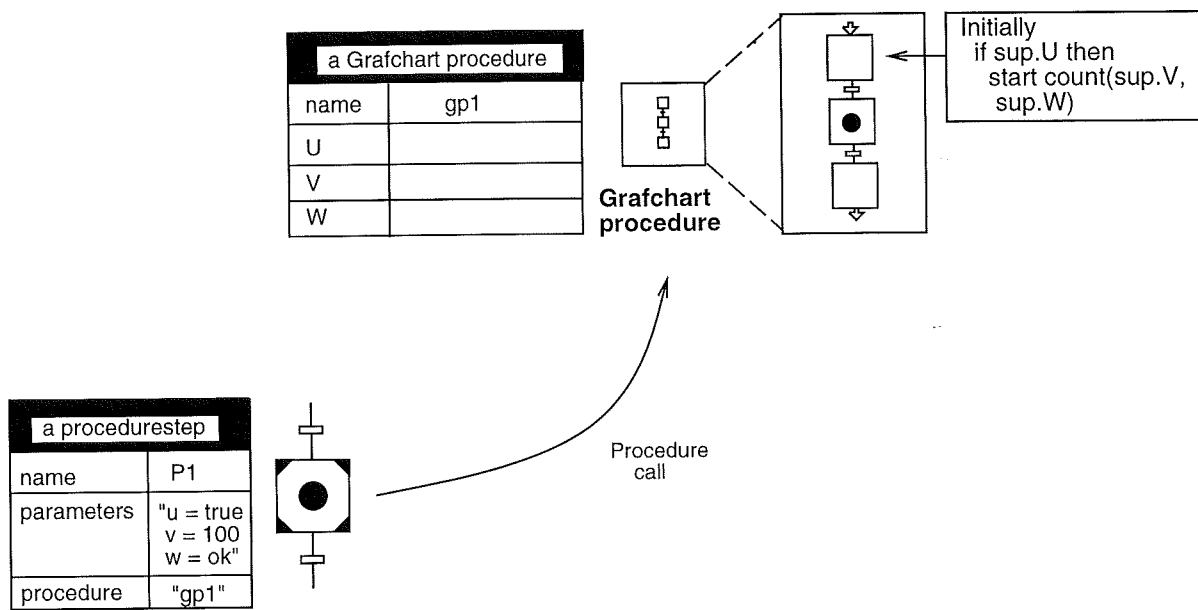 a Grafchart procedure
name gp1
U
V
W
Grafchart
procedure
Initially
if sup.U then
start count(sup.V,
sup.W)
a procedurestep
name P1
parameters "u = true
v = 100
w = ok"
procedure "gp1"
Procedure
call